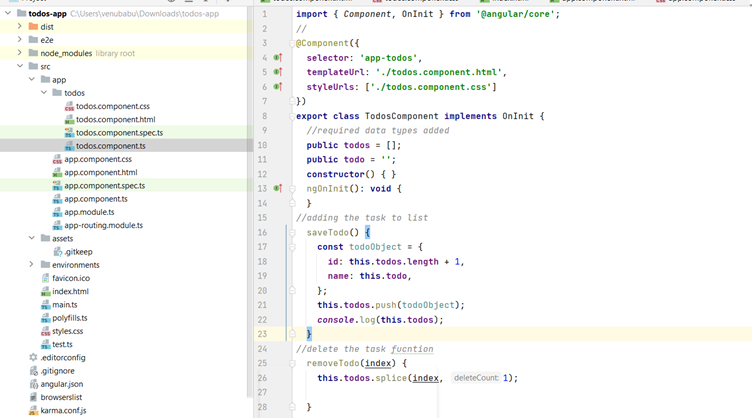 todos-app C:\Users\venubabu\Downloads\todos-app
dist
e2e
node_modules library root
src
app
todos
todos.component.css
todos.component.html
todos.component.spec.ts
todos.component.ts
app.component.css
app.component.html
app.component.spec.ts
app.component.ts
app.module.ts
app-routing.module.ts
assets
.gitkeep
environments
favicon.ico
index.html
main.ts
polyfills.ts
styles.css
test.ts
.editorconfig
.gitignore
angular.json
browserslist
karma.conf.js
1 import { Component, OnInit } from '@angular/core';
2 //
3 @Component({
4 selector: 'app-todos',
5 templateUrl: './todos.component.html',
6 styleUrls: ['./todos.component.css']
7 })
8 export class TodosComponent implements OnInit {
9 //required data types added
10 public todos = [];
11 public todo = '';
12 constructor() { }
13 ngOnInit(): void {
14 }
15 //adding the task to list
16 saveTodo() {
17 const todoObject = {
18 id: this.todos.length + 1,
19 name: this.todo,
20 };
21 this.todos.push(todoObject);
22 console.log(this.todos);
23 }
24 //delete the task fucntion
25 removeTodo(index) {
26 this.todos.splice(index, deleteCount: 1);
27
28 }